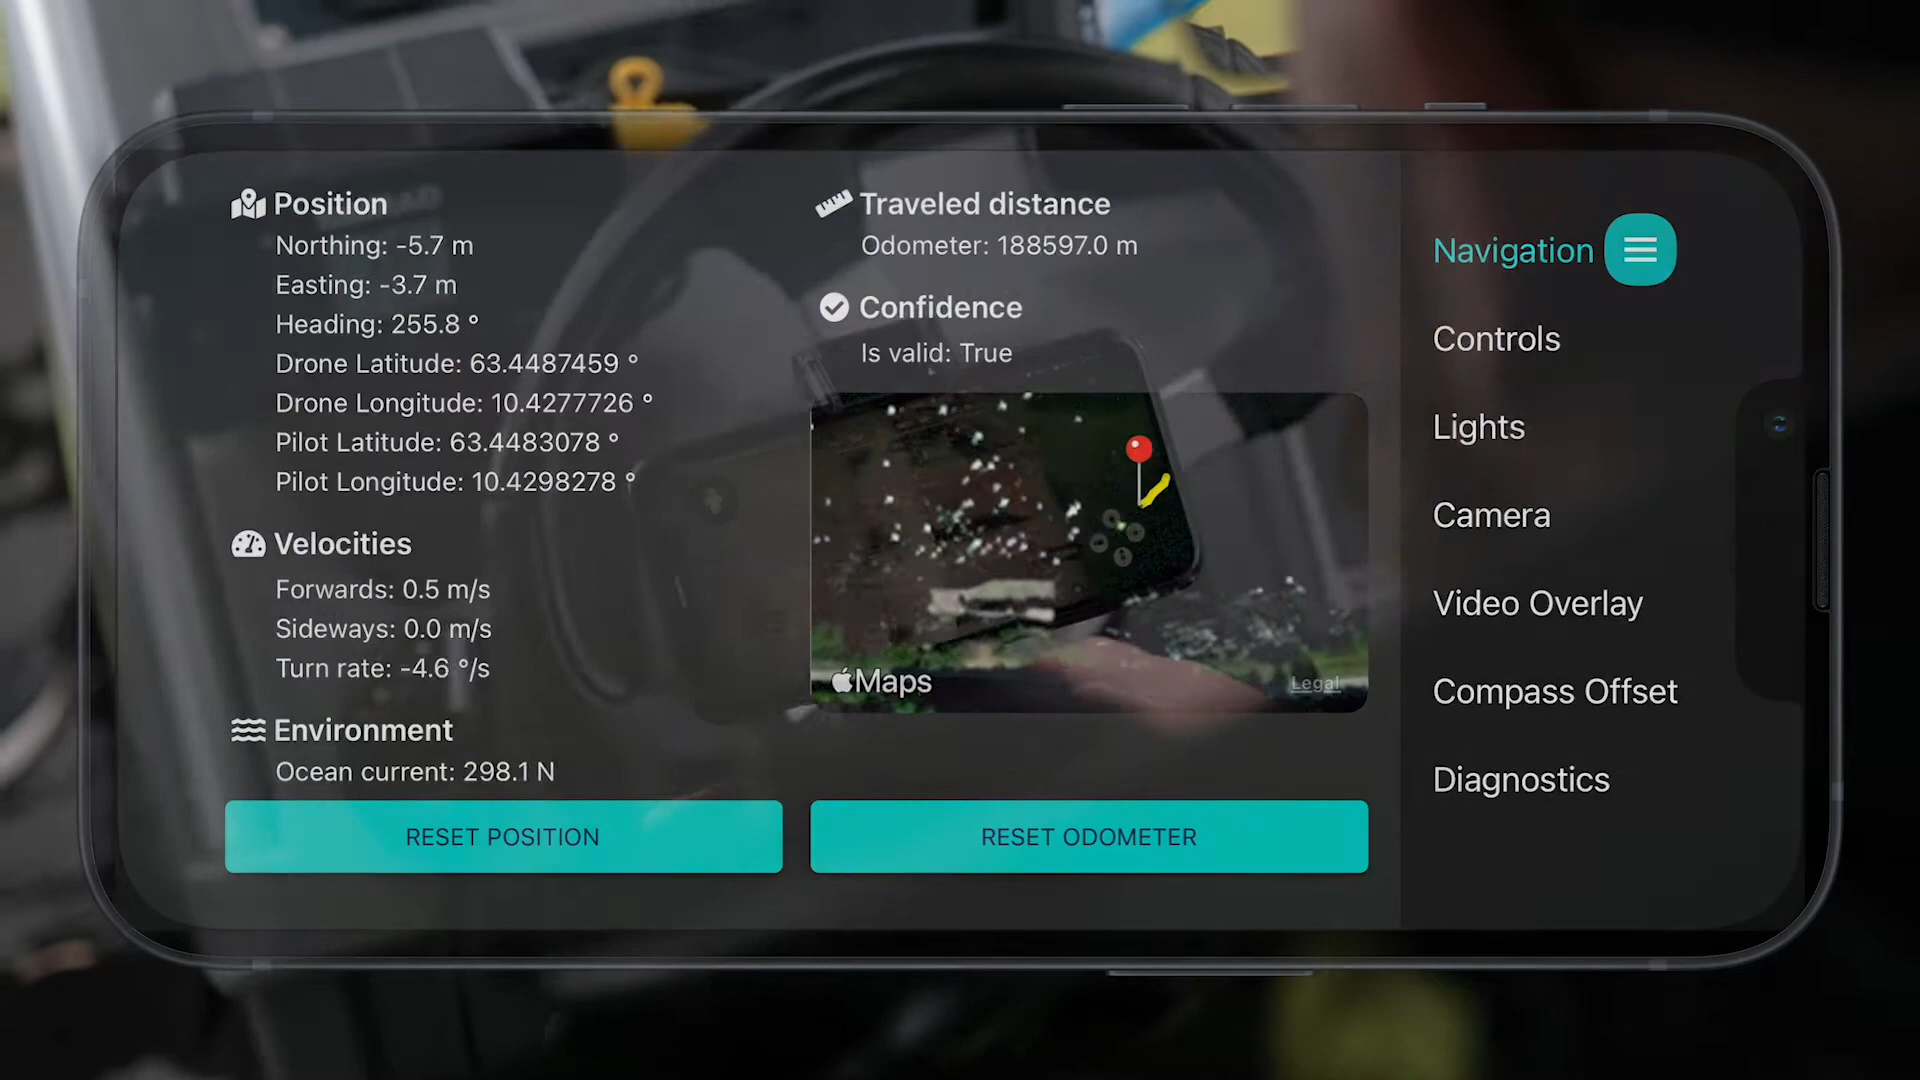 Position
Northing: -5.7 m
Easting: -3.7 m
Heading: 255.8 °
Drone Latitude: 63.4487459 °
Drone Longitude: 10.4277726 °
Pilot Latitude: 63.4483078 °
Pilot Longitude: 10.4298278 °
Velocities
Forwards: 0.5 m/s
Sideways: 0.0 m/s
Turn rate: -4.6 °/s
Environment
Ocean current: 298.1 N
RESET POSITION
Traveled distance
Odometer: 188597.0 m
Confidence
Is valid: True
Maps
Legal
RESET ODOMETER
Navigation
Controls
Lights
Camera
Video Overlay
Compass Offset
Diagnostics